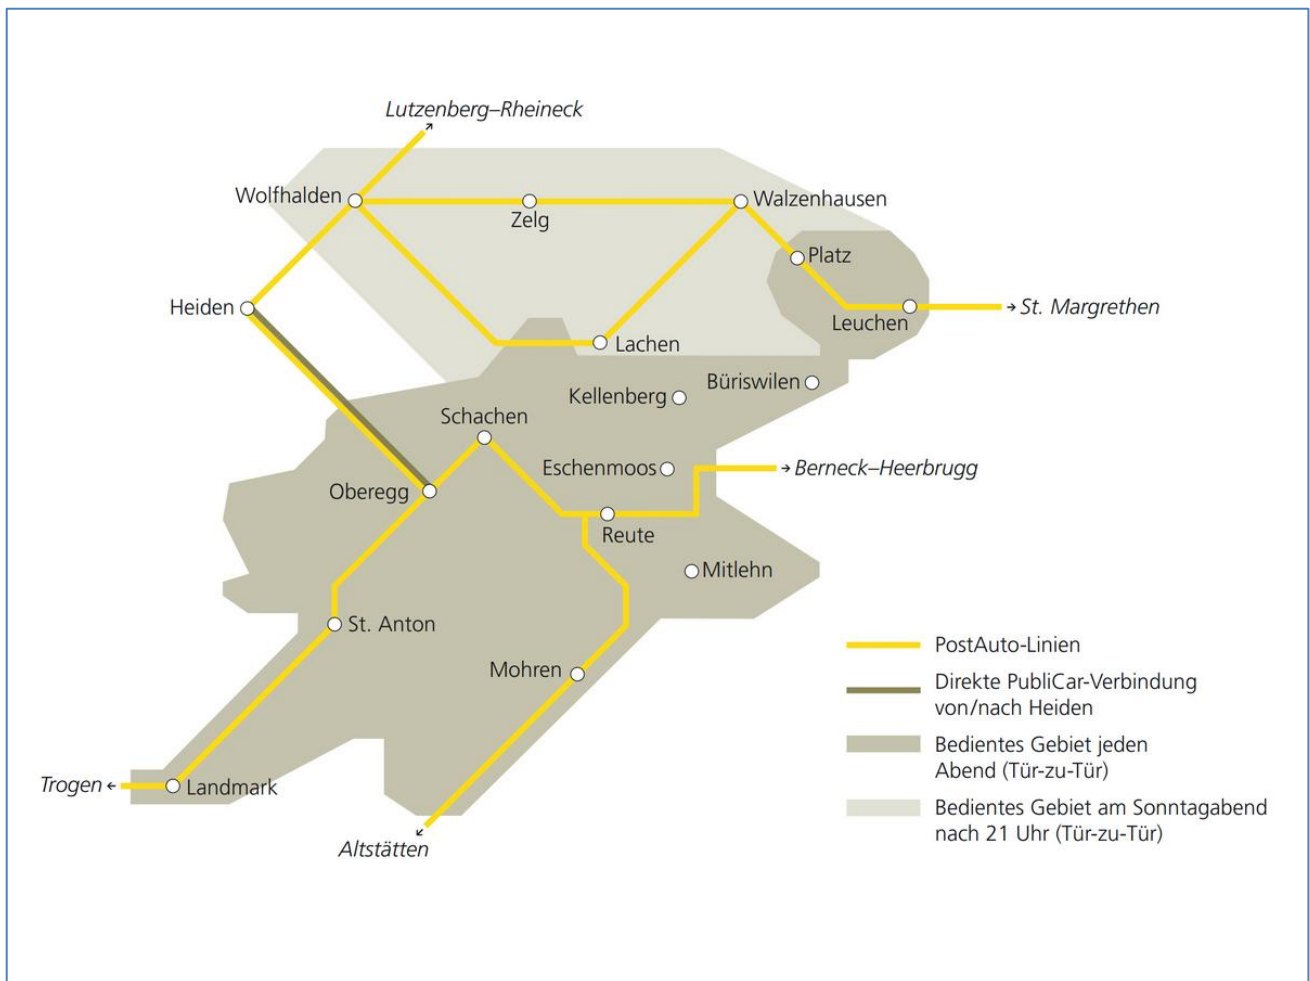 Lutzenberg–Rheineck
Wolfhalden
Walzenhausen
Zelg
Platz
Heiden
St. Margrethen
Leuchen
Lachen
Büriswilen
Kellenberg
Schachen
Eschenmoos
Berneck–Heerbrugg
Oberegg
Reute
Mitlehn
St. Anton
Mohren
Trogen
Landmark
Altstätten
PostAuto-Linien
Direkte PubliCar-Verbindung
von/nach Heiden
Bedientes Gebiet jeden
Abend (Tür-zu-Tür)
Bedientes Gebiet am Sonntagabend
nach 21 Uhr (Tür-zu-Tür)